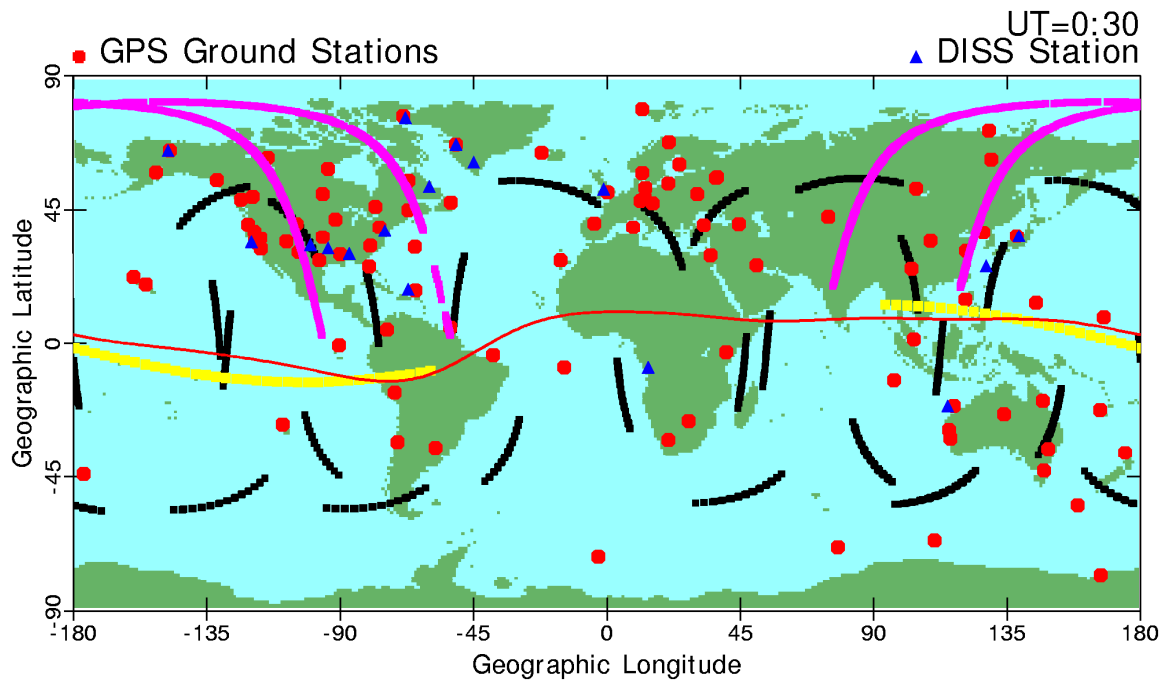 UT=0:30
GPS Ground Stations
DISS Station
90
45
0
-45
-90
Geographic Latitude
-180 -135 -90 -45 0 45 90 135 180
Geographic Longitude